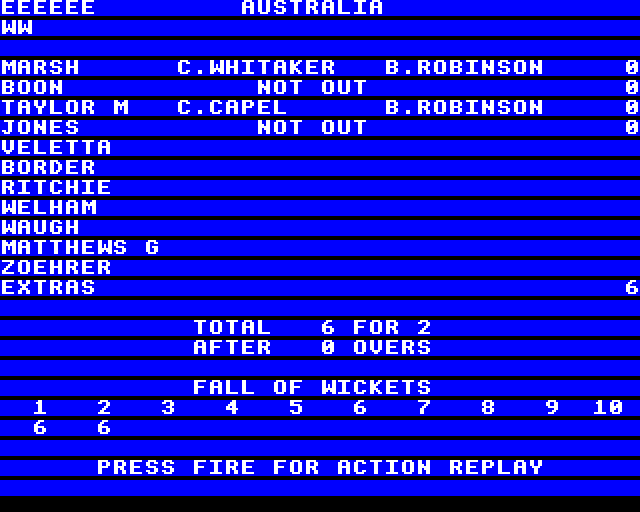 EEEEEE AUSTRALIA
WW
MARSH C.WHITAKER B.ROBINSON 0
BOON NOT OUT 0
TAYLOR M C.CAPEL B.ROBINSON 0
JONES NOT OUT 0
VELETTA
BORDER
RITCHIE
WELHAM
WAUGH
MATTHEWS G
ZOEHRER
EXTRAS 6
TOTAL 6 FOR 2
AFTER 0 OVERS
FALL OF WICKETS
1 2 3 4 5 6 7 8 9 10
6 6
PRESS FIRE FOR ACTION REPLAY